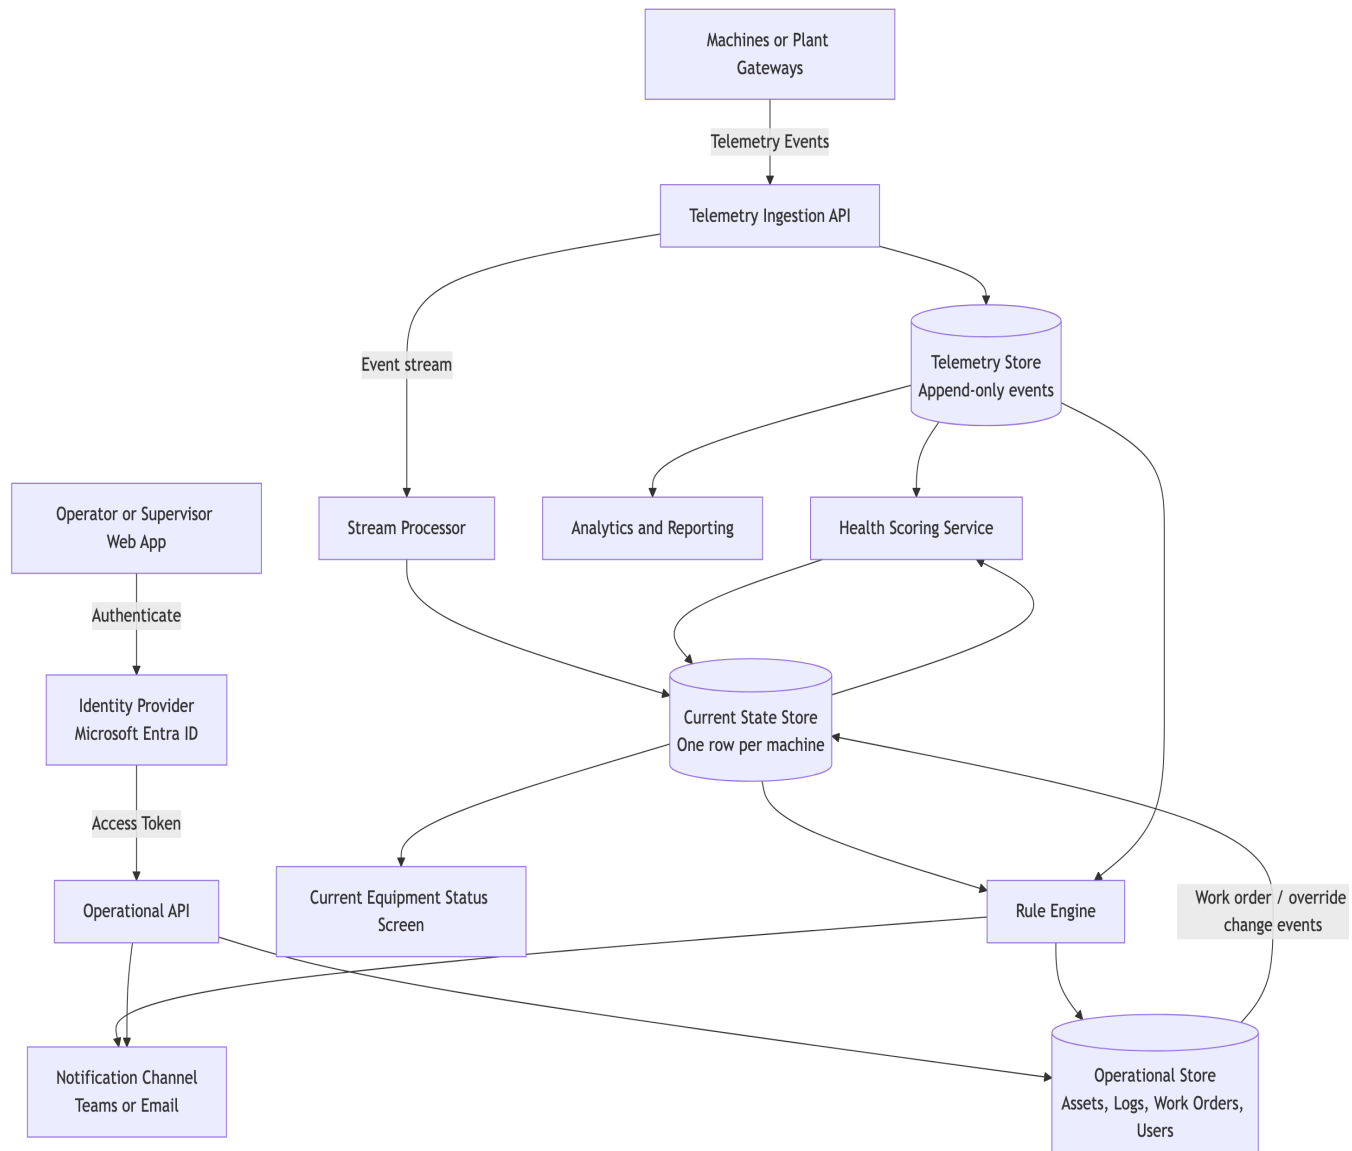 Machines or Plant
Gateways
Telemetry Events
Telemetry Ingestion API
Event stream
Telemetry Store
Append-only events
Operator or Supervisor
Web App
Stream Processor
Analytics and Reporting
Health Scoring Service
Authenticate
Identity Provider
Microsoft Entra ID
Current State Store
One row per machine
Access Token
Operational API
Current Equipment Status
Screen
Rule Engine
Work order / override
change events
Notification Channel
Teams or Email
Operational Store
Assets, Logs, Work Orders,
Users